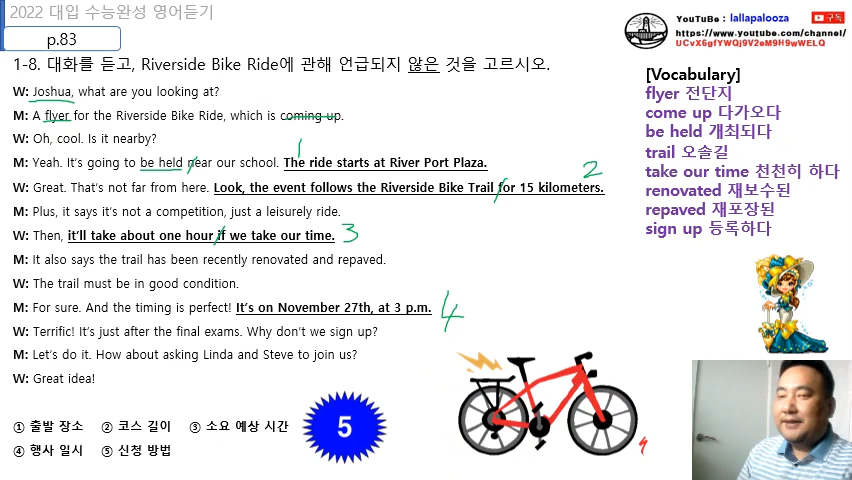 2022 대입 수능완성 영어듣기
p.83
YouTuBe : lallapalooza 구독
https://www.youtube.com/channel/
UCvX6gfYWQj9V2eM9H9wWELQ
1-8. 대화를 듣고, Riverside Bike Ride에 관해 언급되지 않은 것을 고르시오.
W: Joshua, what are you looking at?
M: A flyer for the Riverside Bike Ride, which is coming up.
W: Oh, cool. Is it nearby?
1
M: Yeah. It's going to be held near our school. The ride starts at River Port Plaza.
2
W: Great. That's not far from here. Look, the event follows the Riverside Bike Trail for 15 kilometers.
M: Plus, it says it's not a competition, just a leisurely ride.
W: Then, it'll take about one hour if we take our time. 3
M: It also says the trail has been recently renovated and repaved.
W: The trail must be in good condition.
M: For sure. And the timing is perfect! It's on November 27th, at 3 p.m. 4
W: Terrific! It's just after the final exams. Why don't we sign up?
M: Let's do it. How about asking Linda and Steve to join us?
W: Great idea!
① 출발 장소 ② 코스 길이 ③ 소요 예상 시간
④ 행사 일시 ⑤ 신청 방법
5
[Vocabulary]
flyer 전단지
come up 다가오다
be held 개최되다
trail 오솔길
take our time 천천히 하다
renovated 재보수된
repaved 재포장된
sign up 등록하다